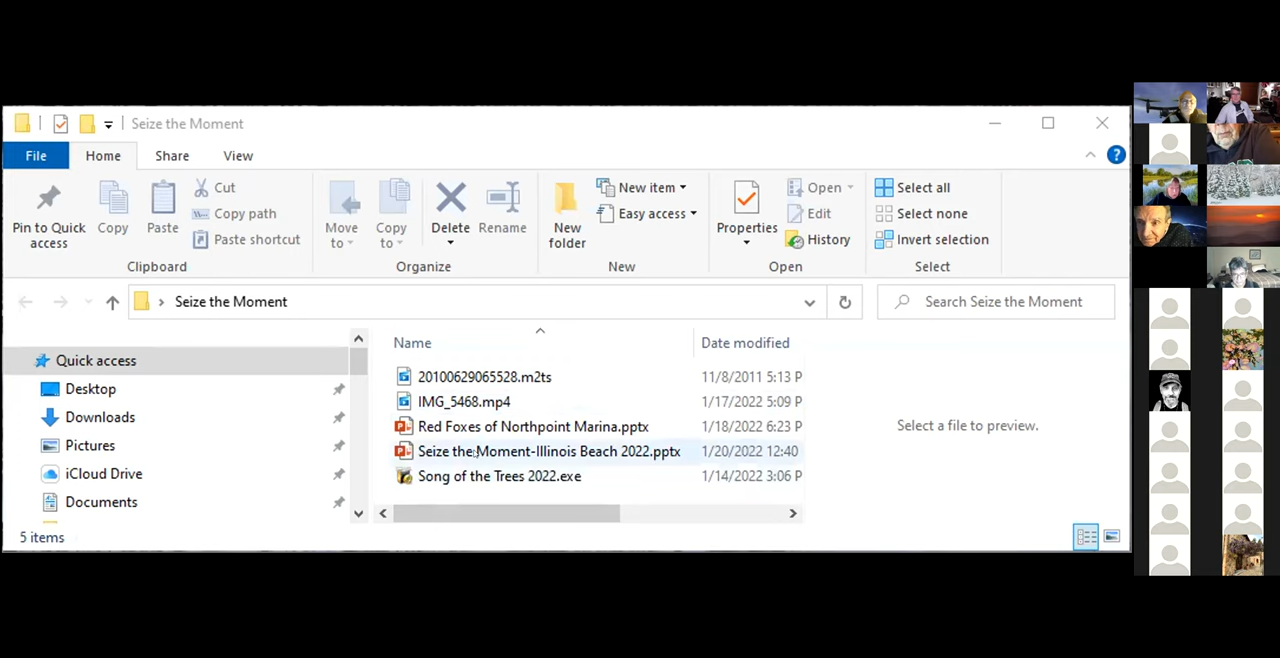 Seize the Moment
File Home Share View
Pin to Quick access
Copy
Paste
Cut
Copy path
Paste shortcut
Clipboard
Move to
Copy to
Delete
Rename
Organize
New folder
New item
Easy access
New
Properties
Open
Edit
History
Open
Select all
Select none
Invert selection
Select
Seize the Moment
Search Seize the Moment
Quick access
Desktop
Downloads
Pictures
iCloud Drive
Documents
Name Date modified
20100629065528.m2ts 11/8/2011 5:13 P
IMG_5468.mp4 1/17/2022 5:09 P
Red Foxes of Northpoint Marina.pptx 1/18/2022 6:23 P
Seize the Moment-Illinois Beach 2022.pptx 1/20/2022 12:40
Song of the Trees 2022.exe 1/14/2022 3:06 P
Select a file to preview.
5 items